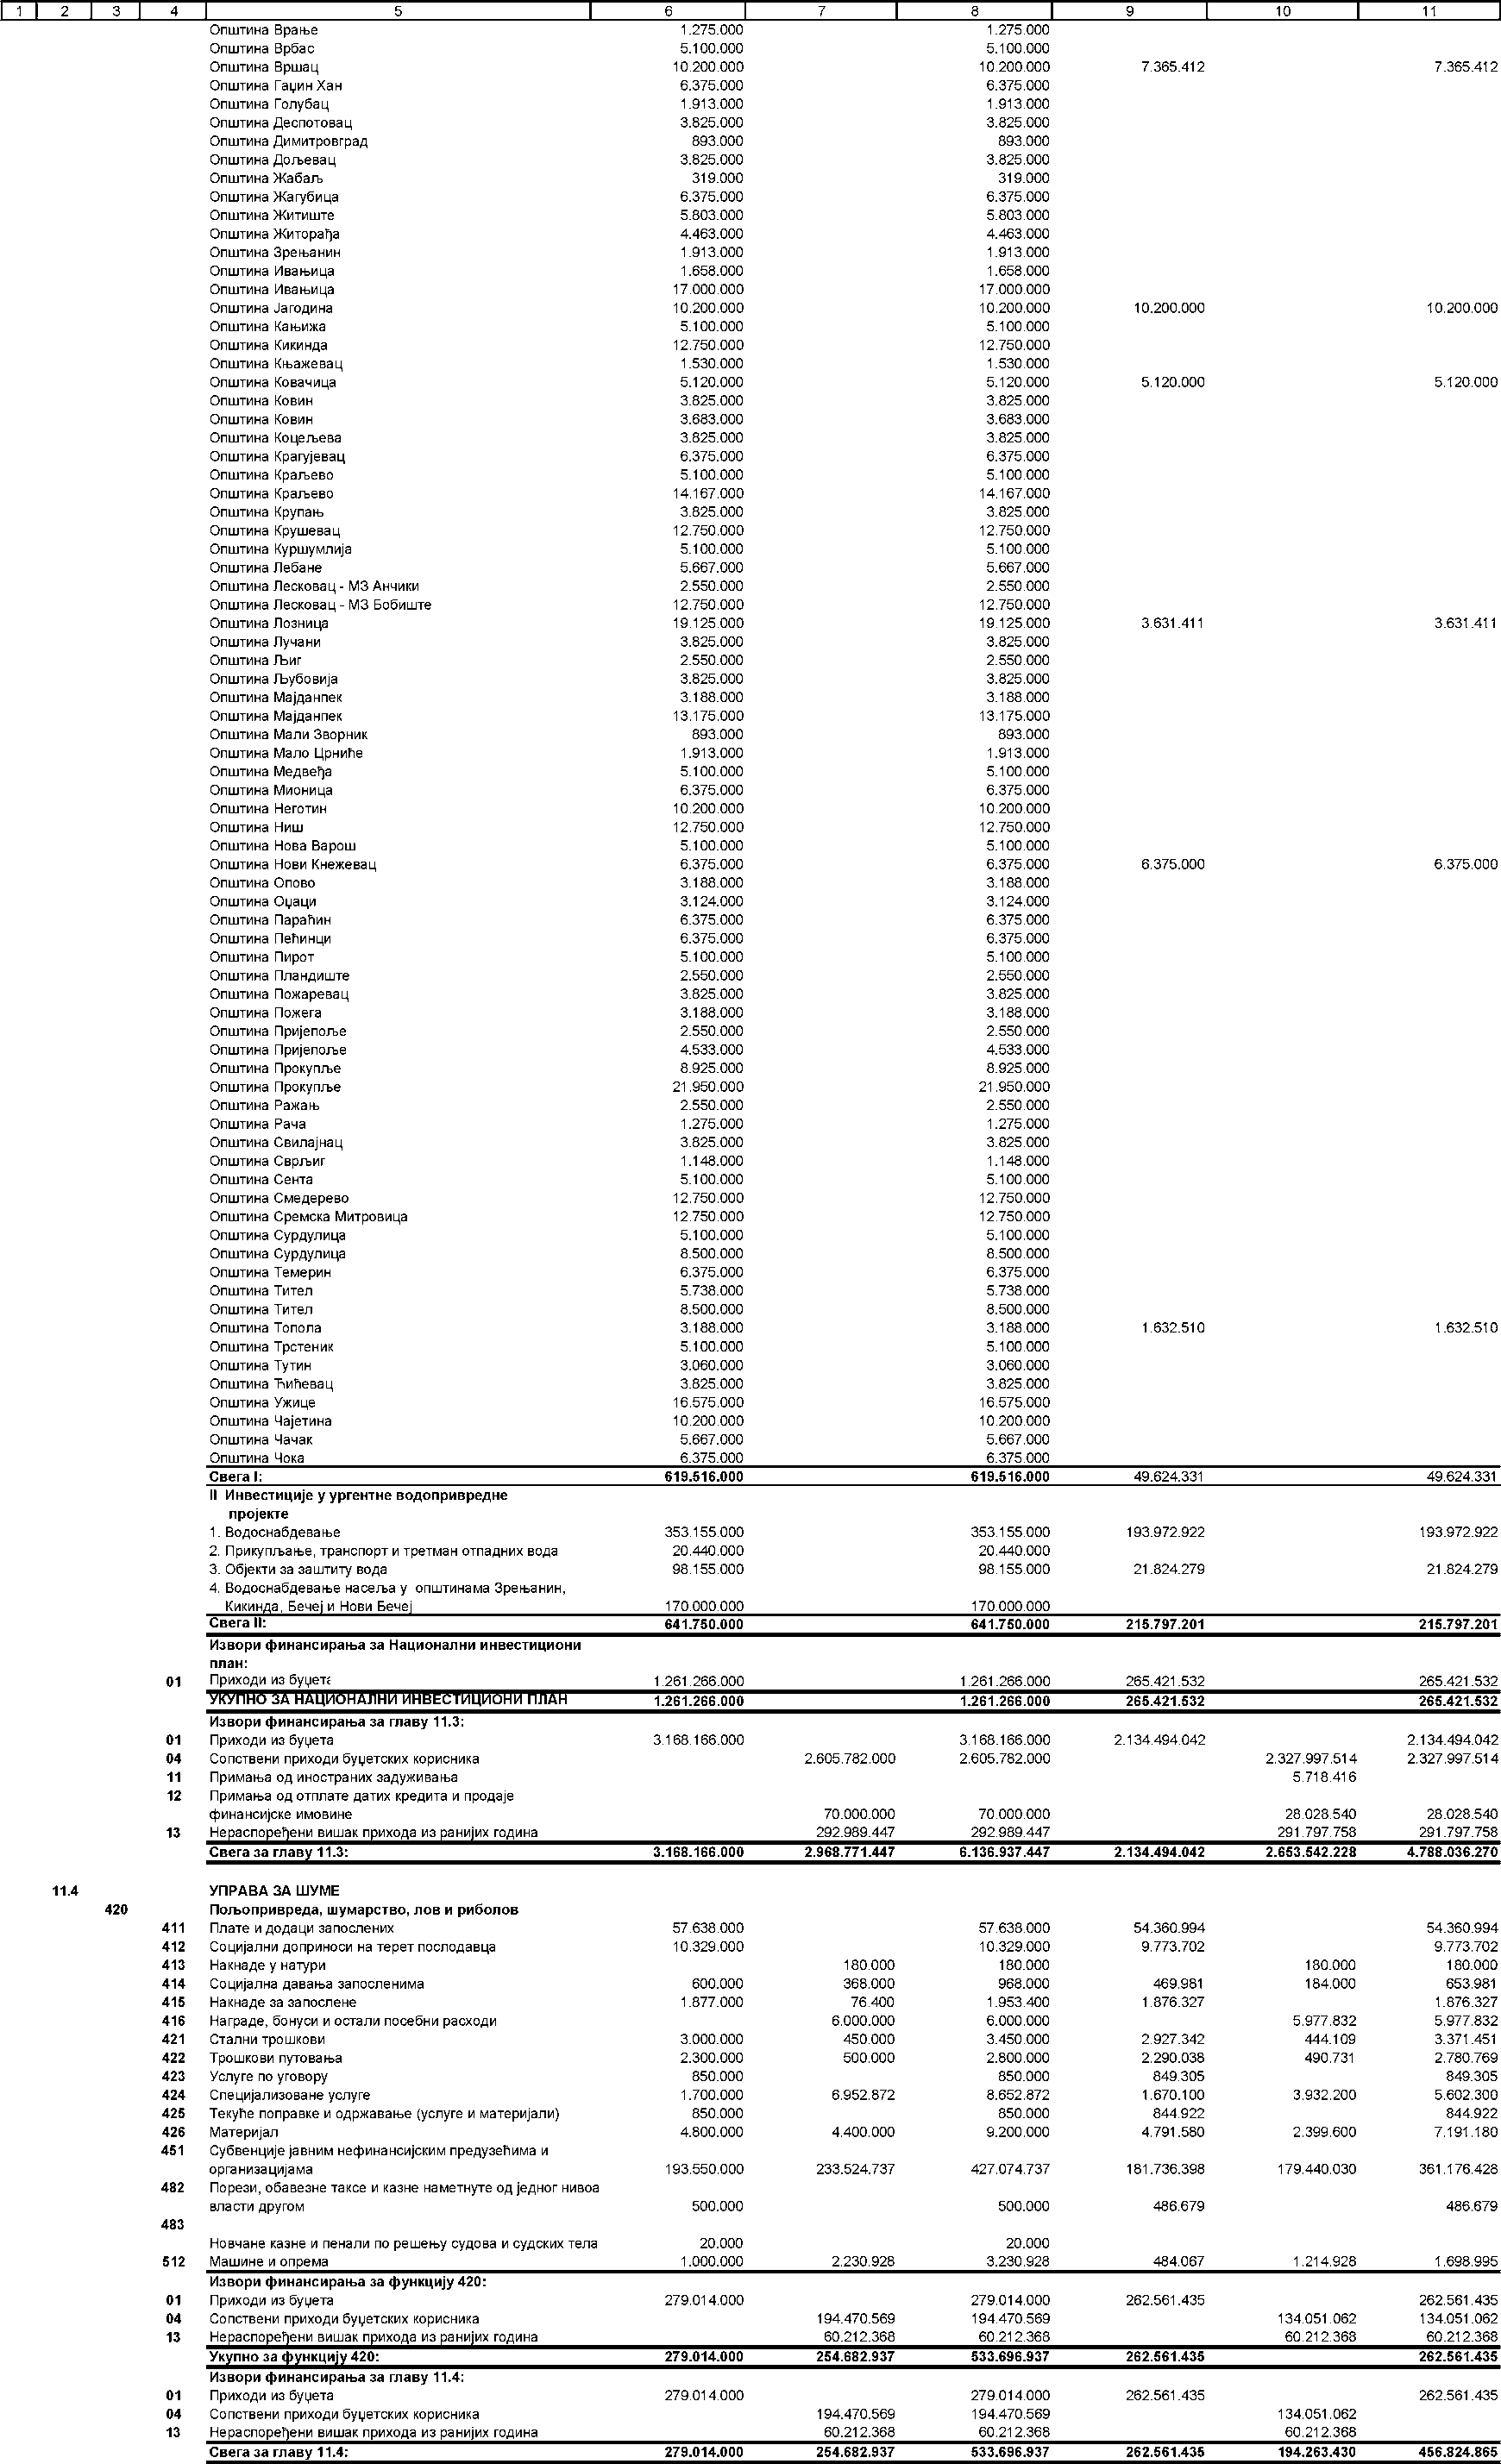 1 2 3 4 5 6 7 8 9 10 11
Општина Врање 1.275.000 1.275.000
Општина Врбас 5.100.000 5.100.000
Општина Вршац 10.200.000 10.200.000 7.365.412 7.365.412
Општина Гаџин Хан 6.375.000 6.375.000
Општина Голубац 1.913.000 1.913.000
Општина Деспотовац 3.825.000 3.825.000
Општина Димитровград 893.000 893.000
Општина Дољевац 3.825.000 3.825.000
Општина Жабаљ 319.000 319.000
Општина Жагубица 6.375.000 6.375.000
Општина Житиште 5.803.000 5.803.000
Општина Житорађа 4.463.000 4.463.000
Општина Зрењанин 1.913.000 1.913.000
Општина Ивањица 1.658.000 1.658.000
Општина Ивањица 17.000.000 17.000.000
Општина Јагодина 10.200.000 10.200.000 10.200.000 10.200.000
Општина Кањижа 5.100.000 5.100.000
Општина Кикинда 12.750.000 12.750.000
Општина Књажевац 1.530.000 1.530.000
Општина Ковачица 5.120.000 5.120.000 5.120.000 5.120.000
Општина Ковин 3.825.000 3.825.000
Општина Ковин 3.683.000 3.683.000
Општина Коцељева 3.825.000 3.825.000
Општина Крагујевац 6.375.000 6.375.000
Општина Краљево 5.100.000 5.100.000
Општина Краљево 14.167.000 14.167.000
Општина Крупањ 3.825.000 3.825.000
Општина Крушевац 12.750.000 12.750.000
Општина Куршумлија 5.100.000 5.100.000
Општина Лебане 5.667.000 5.667.000
Општина Лесковац - МЗ Анчики 2.550.000 2.550.000
Општина Лесковац - МЗ Бобиште 12.750.000 12.750.000
Општина Лозница 19.125.000 19.125.000 3.631.411 3.631.411
Општина Лучани 3.825.000 3.825.000
Општина Љиг 2.550.000 2.550.000
Општина Љубовија 3.825.000 3.825.000
Општина Мајданпек 3.188.000 3.188.000
Општина Мајданпек 13.175.000 13.175.000
Општина Мали Зворник 893.000 893.000
Општина Мало Црниће 1.913.000 1.913.000
Општина Медвеђа 5.100.000 5.100.000
Општина Мионица 6.375.000 6.375.000
Општина Неготин 10.200.000 10.200.000
Општина Ниш 12.750.000 12.750.000
Општина Нова Варош 5.100.000 5.100.000
Општина Нови Кнежевац 6.375.000 6.375.000 6.375.000 6.375.000
Општина Опово 3.188.000 3.188.000
Општина Оџаци 3.124.000 3.124.000
Општина Параћин 6.375.000 6.375.000
Општина Пећинци 6.375.000 6.375.000
Општина Пирот 5.100.000 5.100.000
Општина Пландиште 2.550.000 2.550.000
Општина Пожаревац 3.825.000 3.825.000
Општина Пожега 3.188.000 3.188.000
Општина Пријепоље 2.550.000 2.550.000
Општина Пријепоље 4.533.000 4.533.000
Општина Прокупље 8.925.000 8.925.000
Општина Прокупље 21.950.000 21.950.000
Општина Ражањ 2.550.000 2.550.000
Општина Рача 1.275.000 1.275.000
Општина Свилајнац 3.825.000 3.825.000
Општина Сврљиг 1.148.000 1.148.000
Општина Сента 5.100.000 5.100.000
Општина Смедерево 12.750.000 12.750.000
Општина Сремска Митровица 12.750.000 12.750.000
Општина Сурдулица 5.100.000 5.100.000
Општина Сурдулица 8.500.000 8.500.000
Општина Темерин 6.375.000 6.375.000
Општина Тител 5.738.000 5.738.000
Општина Тител 8.500.000 8.500.000
Општина Топола 3.188.000 3.188.000 1.632.510 1.632.510
Општина Трстеник 5.100.000 5.100.000
Општина Тутин 3.060.000 3.060.000
Општина Ћићевац 3.825.000 3.825.000
Општина Ужице 16.575.000 16.575.000
Општина Чајетина 10.200.000 10.200.000
Општина Чачак 5.667.000 5.667.000
Општина Чока 6.375.000 6.375.000
Свега I: 619.516.000 619.516.000 49.624.331 49.624.331
II Инвестиције у ургентне водопривредне
пројекте
1. Водоснабдевање 353.155.000 353.155.000 193.972.922 193.972.922
2. Прикупљање, транспорт и третман отпадних вода 20.440.000 20.440.000
3. Објекти за заштиту вода 98.155.000 98.155.000 21.824.279 21.824.279
4. Водоснабдевање насеља у општинама Зрењанин,
Кикинда, Бечеј и Нови Бечеј 170.000.000 170.000.000
Свега II: 641.750.000 641.750.000 215.797.201 215.797.201
Извори финансирања за Национални инвестициони
план:
01 Приходи из буџета 1.261.266.000 1.261.266.000 265.421.532 265.421.532
УКУПНО ЗА НАЦИОНАЛНИ ИНВЕСТИЦИОНИ ПЛАН 1.261.266.000 1.261.266.000 265.421.532 265.421.532
Извори финансирања за главу 11.3:
01 Приходи из буџета 3.168.166.000 3.168.166.000 2.134.494.042 2.134.494.042
04 Сопствени приходи буџетских корисника 2.605.782.000 2.605.782.000 2.327.997.514 2.327.997.514
11 Примања од иностраних задуживања 5.718.416
12 Примања од отплате датих кредита и продаје
финансијске имовине 70.000.000 70.000.000 28.028.540 28.028.540
13 Нераспоређени вишак прихода из ранијих година 292.989.447 292.989.447 291.797.758 291.797.758
Свега за главу 11.3: 3.168.166.000 2.968.771.447 6.136.937.447 2.134.494.042 2.653.542.228 4.788.036.270
11.4 УПРАВА ЗА ШУМЕ
420 Пољопривреда, шумарство, лов и риболов
411 Плате и додаци запослених 57.638.000 57.638.000 54.360.994 54.360.994
412 Социјални доприноси на терет послодавца 10.329.000 10.329.000 9.773.702 9.773.702
413 Накнаде у натури 180.000 180.000 180.000 180.000
414 Социјална давања запосленима 600.000 368.000 968.000 469.981 184.000 653.981
415 Накнаде за запослене 1.877.000 76.400 1.953.400 1.876.327 1.876.327
416 Награде, бонуси и остали посебни расходи 6.000.000 6.000.000 5.977.832 5.977.832
421 Стални трошкови 3.000.000 450.000 3.450.000 2.927.342 444.109 3.371.451
422 Трошкови путовања 2.300.000 500.000 2.800.000 2.290.038 490.731 2.780.769
423 Услуге по уговору 850.000 850.000 849.305 849.305
424 Специјализоване услуге 1.700.000 6.952.872 8.652.872 1.670.100 3.932.200 5.602.300
425 Текуће поправке и одржавање (услуге и материјали) 850.000 850.000 844.922 844.922
426 Материјал 4.800.000 4.400.000 9.200.000 4.791.580 2.399.600 7.191.180
451 Субвенције јавним нефинансијским предузећима и
организацијама 193.550.000 233.524.737 427.074.737 181.736.398 179.440.030 361.176.428
482 Порези, обавезне таксе и казне наметнуте од једног нивоа
власти другом 500.000 500.000 486.679 486.679
483
Новчане казне и пенали по решењу судова и судских тела 20.000 20.000
512 Машине и опрема 1.000.000 2.230.928 3.230.928 484.067 1.214.928 1.698.995
Извори финансирања за функцију 420:
01 Приходи из буџета 279.014.000 279.014.000 262.561.435 262.561.435
04 Сопствени приходи буџетских корисника 194.470.569 194.470.569 134.051.062 134.051.062
13 Нераспоређени вишак прихода из ранијих година 60.212.368 60.212.368 60.212.368 60.212.368
Укупно за функцију 420: 279.014.000 254.682.937 533.696.937 262.561.435 262.561.435
Извори финансирања за главу 11.4:
01 Приходи из буџета 279.014.000 279.014.000 262.561.435 262.561.435
04 Сопствени приходи буџетских корисника 194.470.569 194.470.569 134.051.062
13 Нераспоређени вишак прихода из ранијих година 60.212.368 60.212.368 60.212.368
Свега за главу 11.4: 279.014.000 254.682.937 533.696.937 262.561.435 194.263.430 456.824.865